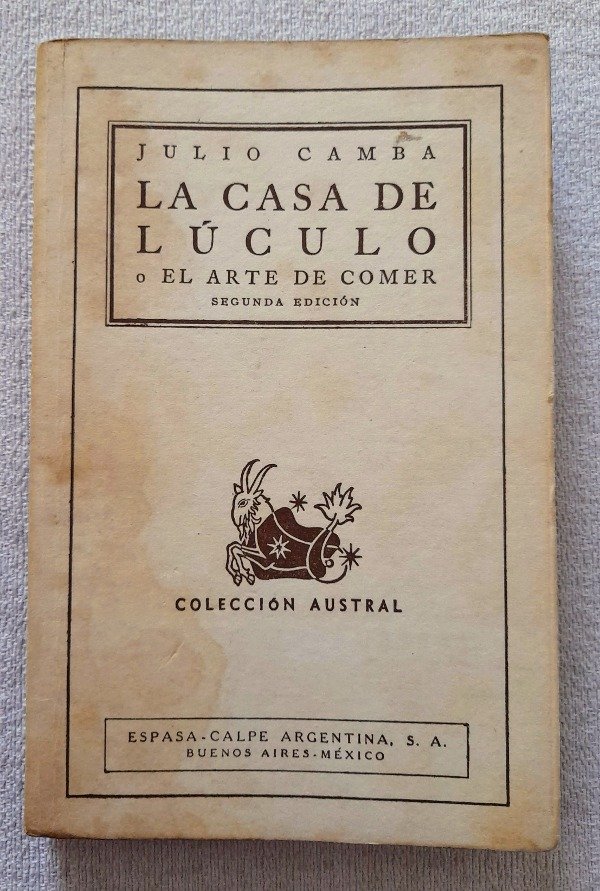 JULIO CAMBA
LA CASA DE
LÚCULO
o EL ARTE DE COMER
SEGUNDA EDICIÓN
COLECCIÓN AUSTRAL
ESPASA-CALPE ARGENTINA, S. A.
BUENOS AIRES-MÉXICO